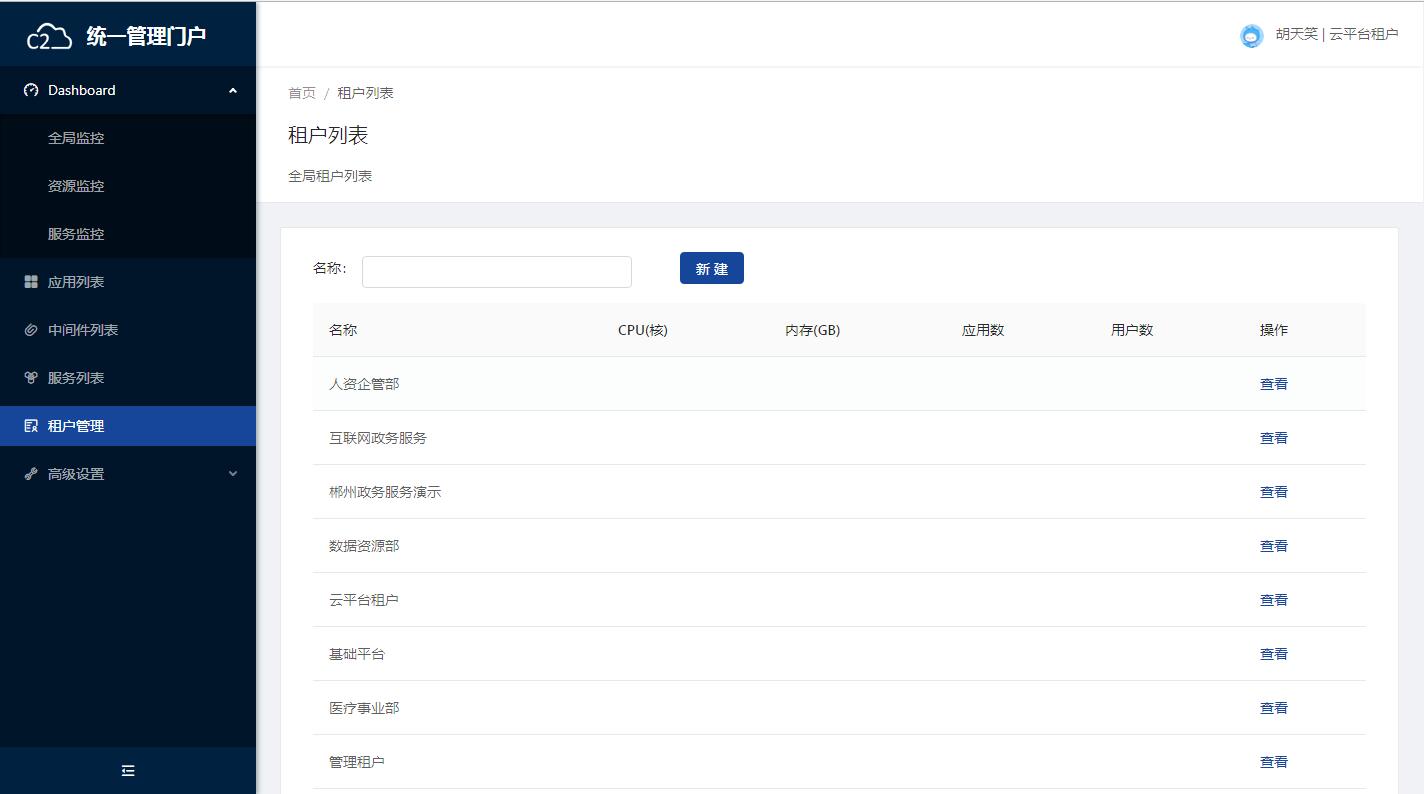 C2 统一管理门户
胡天笑 | 云平台租户
Dashboard
全局监控
资源监控
服务监控
应用列表
中间件列表
服务列表
租户管理
高级设置
首页 / 租户列表
租户列表
全局租户列表
名称: 新 建
名称 CPU(核) 内存(GB) 应用数 用户数 操作
人资企管部 查看
互联网政务服务 查看
郴州政务服务演示 查看
数据资源部 查看
云平台租户 查看
基础平台 查看
医疗事业部 查看
管理租户 查看